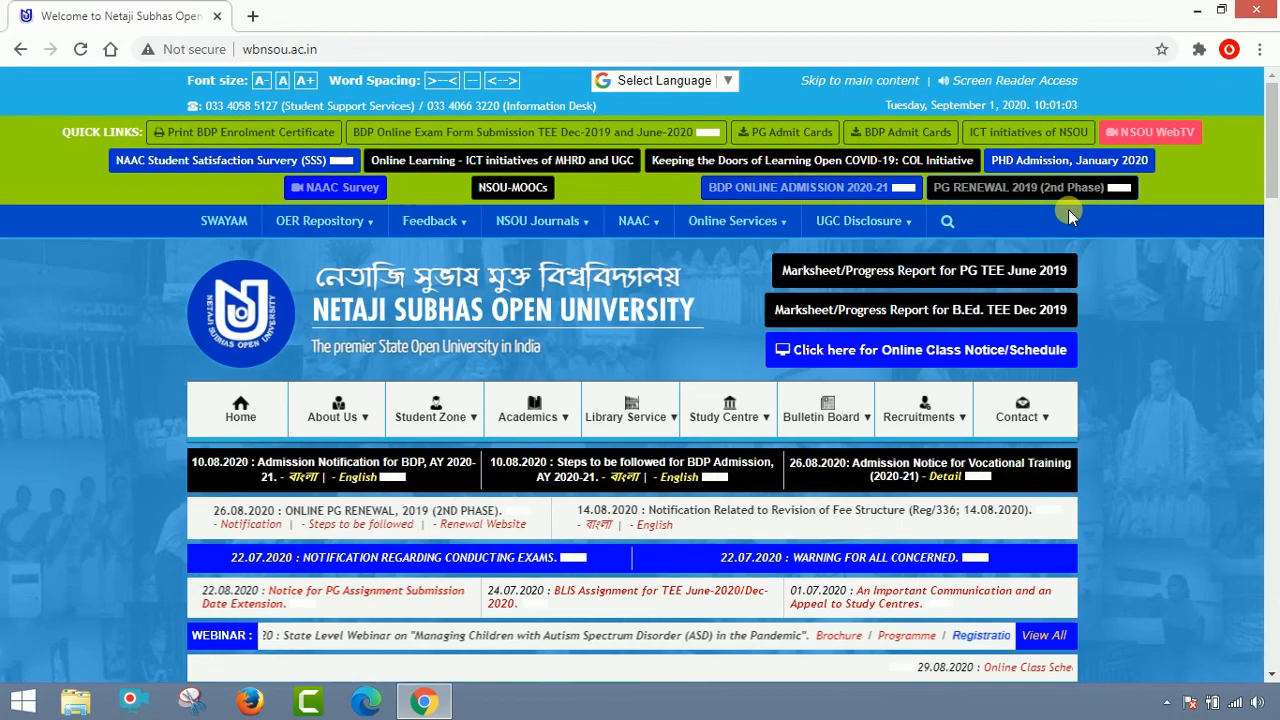 Welcome to Netaji Subhas Open
Not secure | wbnsou.ac.in
Font size: A- A A+ Word Spacing: >--< -- <--> Select Language ▼ Skip to main content | Screen Reader Access
☎: 033 4058 5127 (Student Support Services) / 033 4066 3220 (Information Desk) Tuesday, September 1, 2020. 10:01:03
QUICK LINKS: Print BDP Enrolment Certificate BDP Online Exam Form Submission TEE Dec-2019 and June-2020 PG Admit Cards BDP Admit Cards ICT initiatives of NSOU NSOU WebTV
NAAC Student Satisfaction Survery (SSS) Online Learning - ICT initiatives of MHRD and UGC Keeping the Doors of Learning Open COVID-19: COL Initiative PHD Admission, January 2020
NAAC Survey NSOU-MOOCs BDP ONLINE ADMISSION 2020-21 PG RENEWAL 2019 (2nd Phase)
SWAYAM OER Repository ▾ Feedback ▾ NSOU Journals ▾ NAAC ▾ Online Services ▾ UGC Disclosure ▾
নেতাজি সুভাষ মুক্ত বিশ্ববিদ্যালয়
NETAJI SUBHAS OPEN UNIVERSITY
The premier State Open University in India
Marksheet/Progress Report for PG TEE June 2019
Marksheet/Progress Report for B.Ed. TEE Dec 2019
Click here for Online Class Notice/Schedule
Home About Us ▾ Student Zone ▾ Academics ▾ Library Service ▾ Study Centre ▾ Bulletin Board ▾ Recruitments ▾ Contact ▾
10.08.2020 : Admission Notification for BDP, AY 2020-
21. - বাংলা | - English
10.08.2020 : Steps to be followed for BDP Admission,
AY 2020-21. - বাংলা | - English
26.08.2020: Admission Notice for Vocational Training
(2020-21) - Detail
26.08.2020 : ONLINE PG RENEWAL, 2019 (2ND PHASE).
- Notification | - Steps to be followed | - Renewal Website
14.08.2020 : Notification Related to Revision of Fee Structure (Reg/336; 14.08.2020).
- বাংলা | - English
22.07.2020 : NOTIFICATION REGARDING CONDUCTING EXAMS.
22.07.2020 : WARNING FOR ALL CONCERNED.
22.08.2020 : Notice for PG Assignment Submission
Date Extension.
24.07.2020 : BLIS Assignment for TEE June-2020/Dec-
2020.
01.07.2020 : An Important Communication and an
Appeal to Study Centres.
WEBINAR : 20 : State Level Webinar on "Managing Children with Autism Spectrum Disorder (ASD) in the Pandemic". Brochure / Programme / Registratio View All
29.08.2020 : Online Class Sche